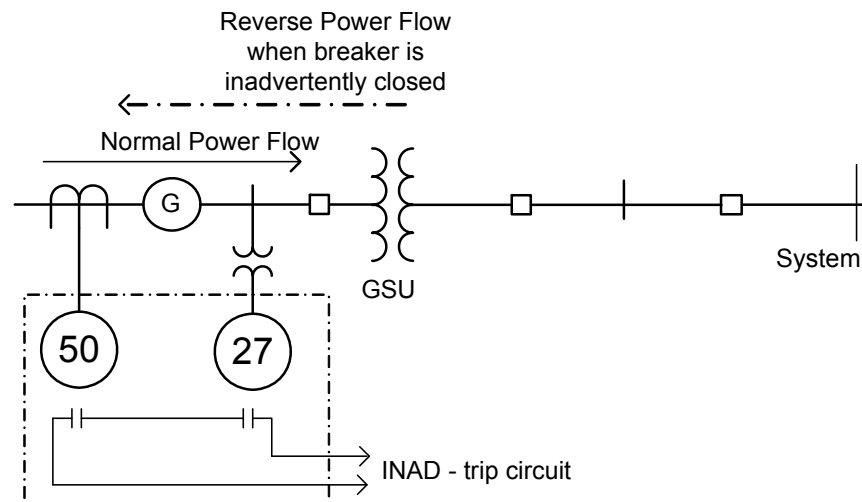 Reverse Power Flow
when breaker is
inadvertently closed
Normal Power Flow
G
GSU
System
50
27
INAD - trip circuit